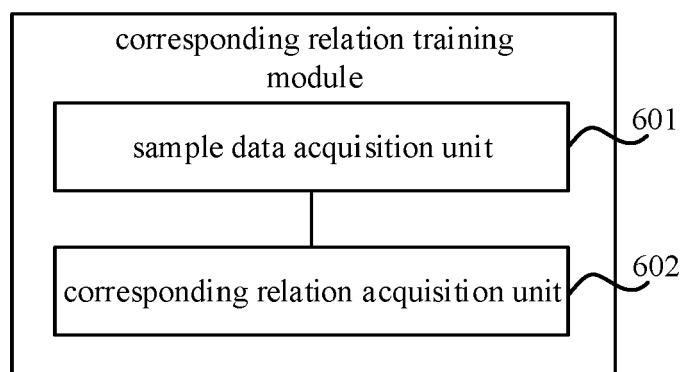 corresponding relation training
module
sample data acquisition unit
601
corresponding relation acquisition unit
602